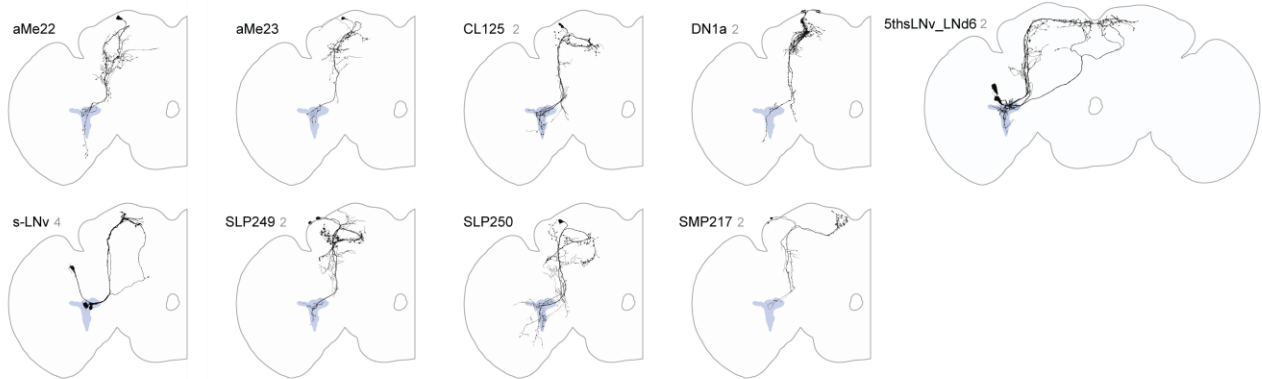 aMe22
aMe23
CL125 2
DN1a 2
5thsLNv_LNd6 2
s-LNv 4
SLP249 2
SLP250
SMP217 2